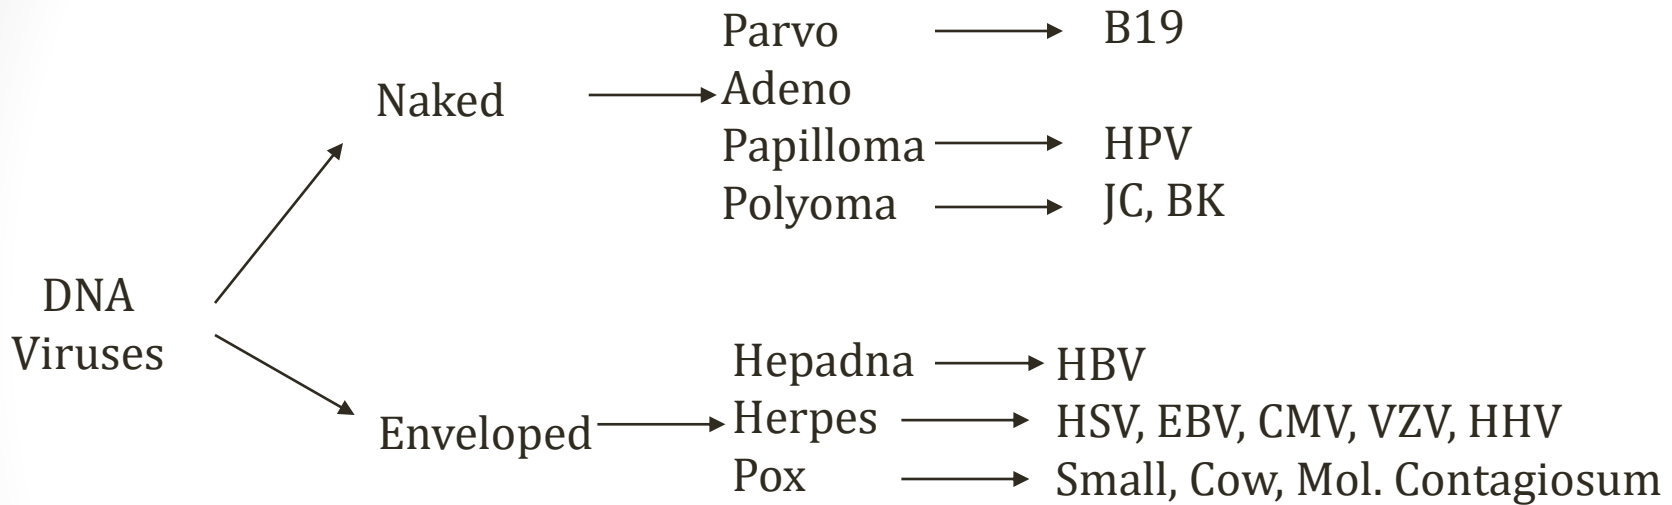 DNA
Viruses
Naked
Parvo
Adeno
Papilloma
Polyoma
B19
HPV
JC, BK
Enveloped
Hepadna
Herpes
Pox
HBV
HSV, EBV, CMV, VZV, HHV
Small, Cow, Mol. Contagiosum